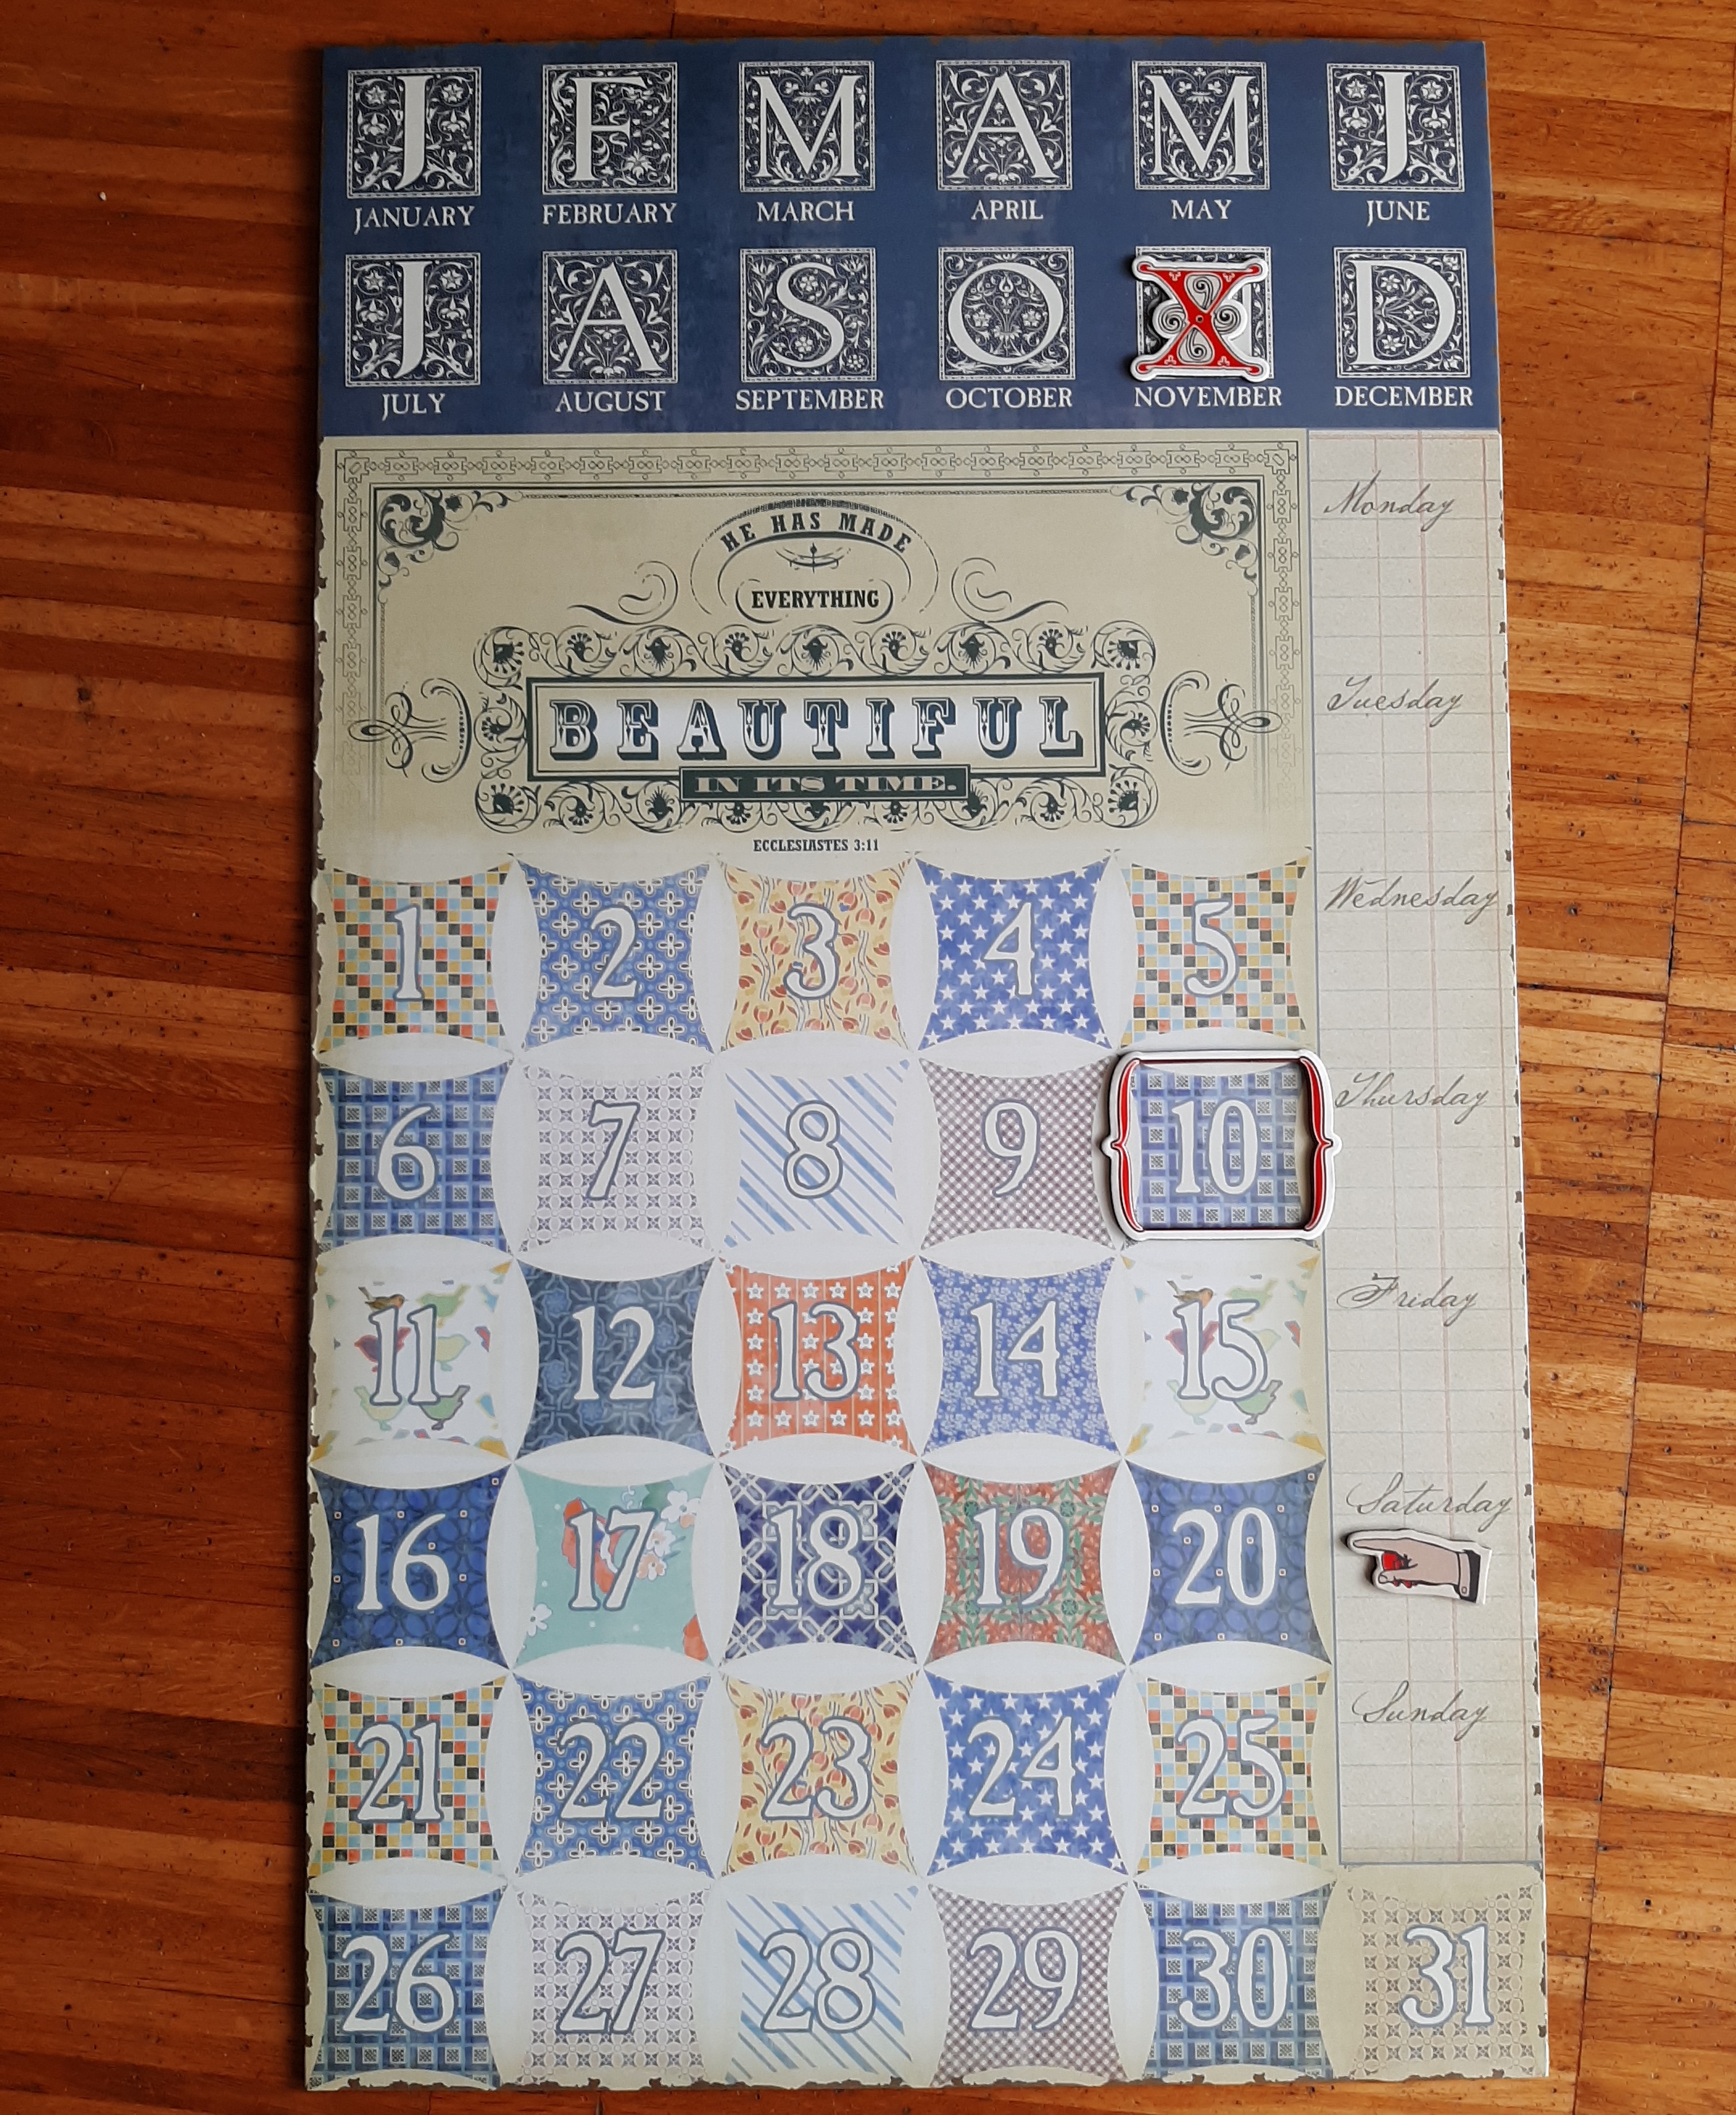 J F M A M J
JANUARY FEBRUARY MARCH APRIL MAY JUNE
J A S O X D
JULY AUGUST SEPTEMBER OCTOBER NOVEMBER DECEMBER
HE HAS MADE
EVERYTHING
BEAUTIFUL
IN ITS TIME.
ECCLESIASTES 3:11
Monday
Tuesday
Wednesday
Thursday
Friday
Saturday
Sunday
1 2 3 4 5
6 7 8 9 10
11 12 13 14 15
16 17 18 19 20
21 22 23 24 25
26 27 28 29 30 31